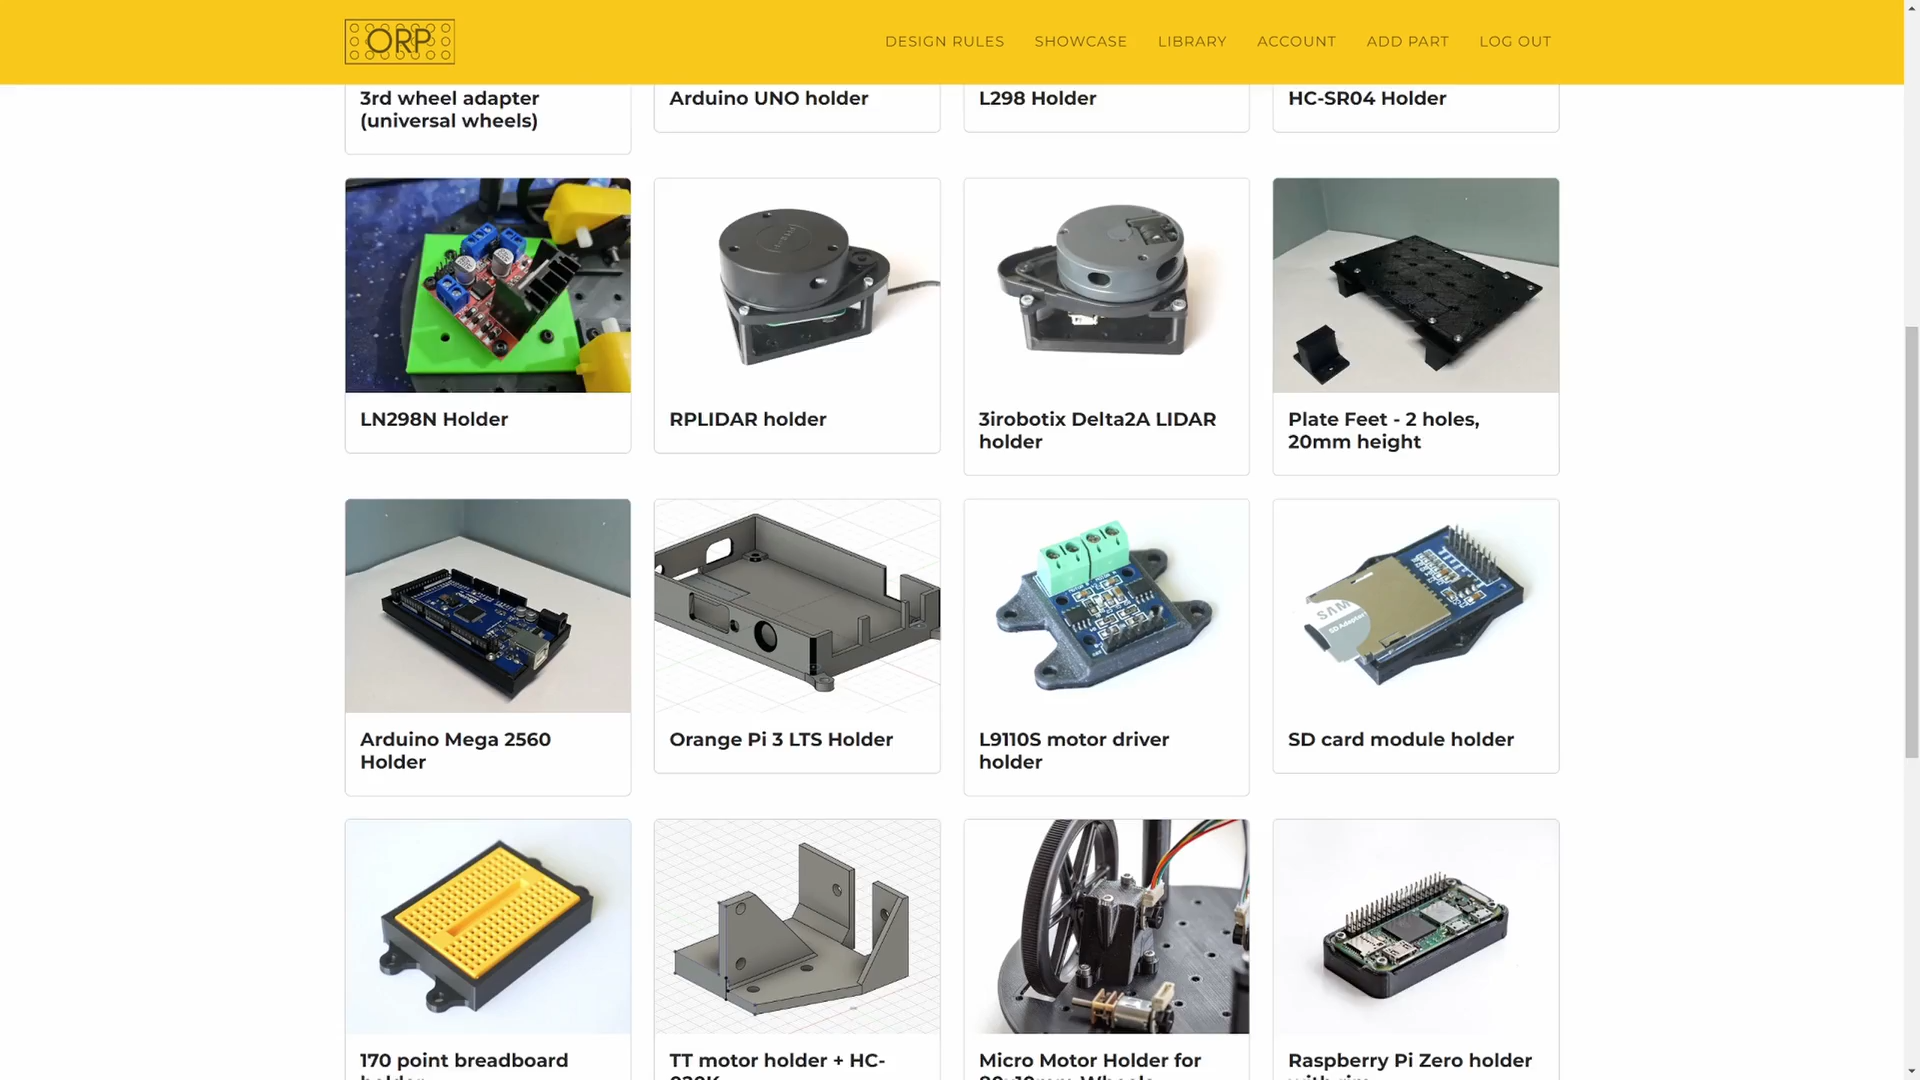 ORP
DESIGN RULES SHOWCASE LIBRARY ACCOUNT ADD PART LOG OUT
3rd wheel adapter
(universal wheels)
Arduino UNO holder
L298 Holder
HC-SR04 Holder
LN298N Holder
RPLIDAR holder
3irobotix Delta2A LIDAR
holder
Plate Feet - 2 holes,
20mm height
Arduino Mega 2560
Holder
Orange Pi 3 LTS Holder
L9110S motor driver
holder
SAM
SD Adapter
SD card module holder
170 point breadboard
TT motor holder + HC-
Micro Motor Holder for
Raspberry Pi Zero holder